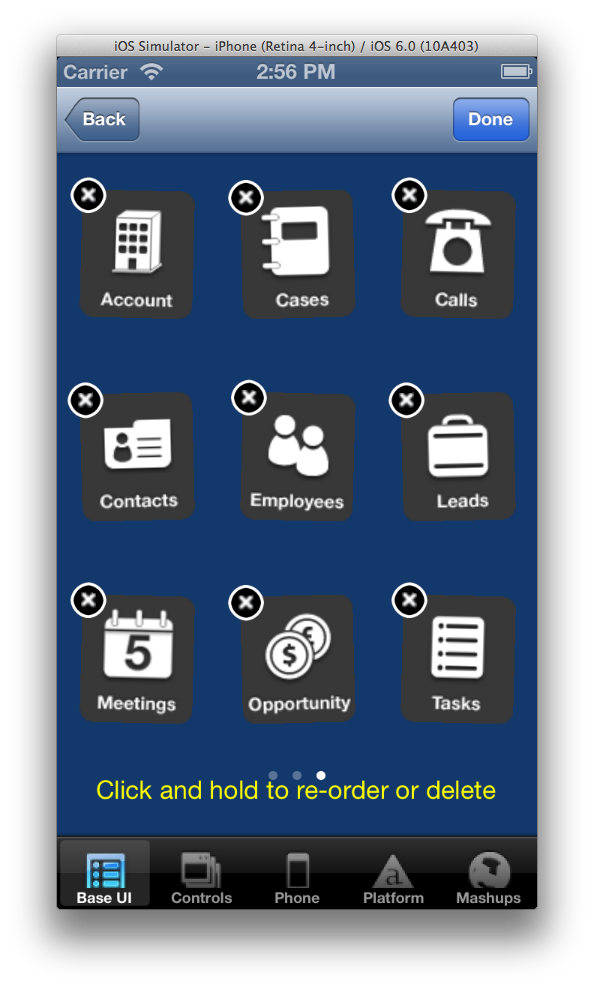 iOS Simulator - iPhone (Retina 4-inch) / iOS 6.0 (10A403)
Carrier 2:56 PM
Back Done
Account Cases Calls
Contacts Employees Leads
5 $ £
Meetings Opportunity Tasks
Click and hold to re-order or delete
a
Base UI Controls Phone Platform Mashups